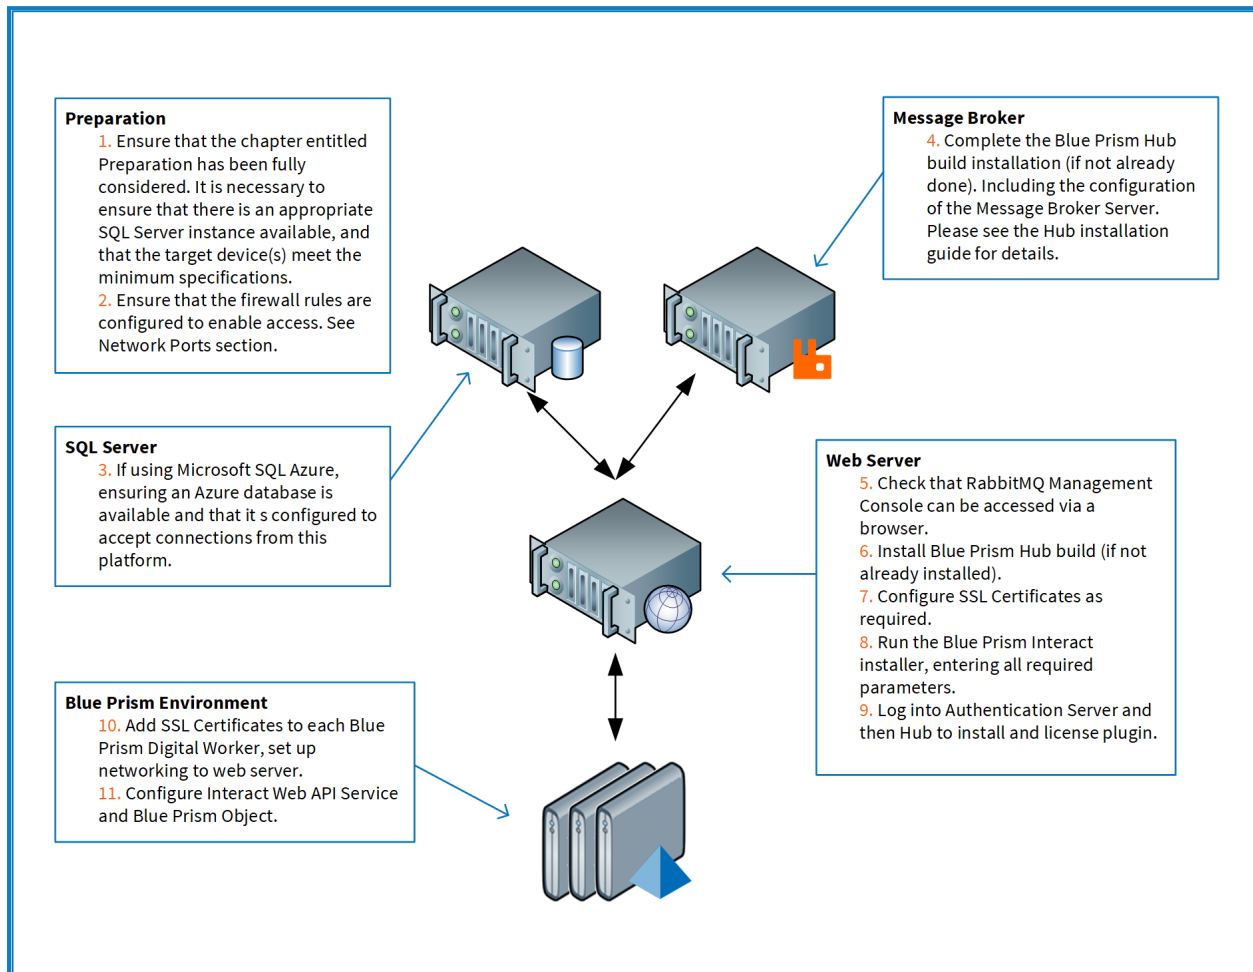 Preparation
1. Ensure that the chapter entitled
Preparation has been fully
considered. It is necessary to
ensure that there is an appropriate
SQL Server instance available, and
that the target device(s) meet the
minimum specifications.
2. Ensure that the firewall rules are
configured to enable access. See
Network Ports section.
Message Broker
4. Complete the Blue Prism Hub
build installation (if not already
done). Including the configuration
of the Message Broker Server.
Please see the Hub installation
guide for details.
SQL Server
3. If using Microsoft SQL Azure,
ensuring an Azure database is
available and that it s configured to
accept connections from this
platform.
Web Server
5. Check that RabbitMQ Management
Console can be accessed via a
browser.
6. Install Blue Prism Hub build (if not
already installed).
7. Configure SSL Certificates as
required.
8. Run the Blue Prism Interact
installer, entering all required
parameters.
9. Log into Authentication Server and
then Hub to install and license plugin.
Blue Prism Environment
10. Add SSL Certificates to each Blue
Prism Digital Worker, set up
networking to web server.
11. Configure Interact Web API Service
and Blue Prism Object.